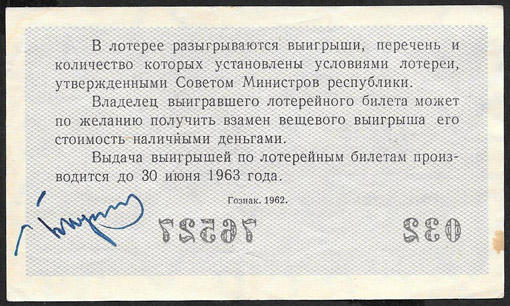 В лотерее разыгрываются выигрыши, перечень и
количество которых установлены условиями лотереи,
утвержденными Советом Министров республики.
Владелец выигравшего лотерейного билета может
по желанию получить взамен вещевого выигрыша его
стоимость наличными деньгами.
Выдача выигрышей по лотерейным билетам произ-
водится до 30 июня 1963 года.
Гознак. 1962.
76527 032